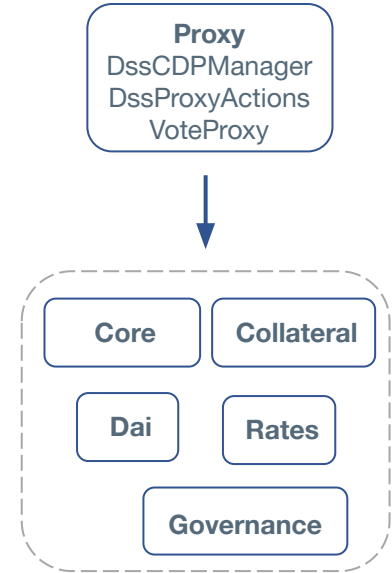 Proxy
DssCDPManager
DssProxyActions
VoteProxy
Core
Collateral
Dai
Rates
Governance